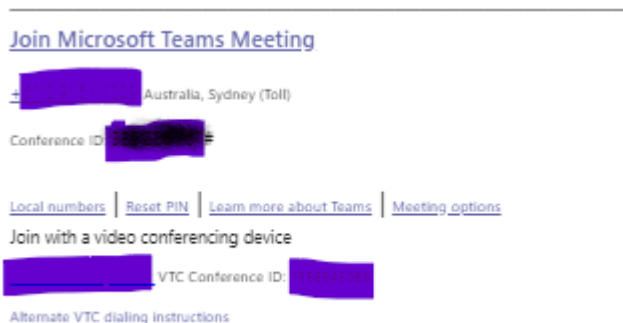 Join Microsoft Teams Meeting
+ Australia, Sydney (Toll)
Conference ID: #
Local numbers | Reset PIN | Learn more about Teams | Meeting options
Join with a video conferencing device
VTC Conference ID:
Alternate VTC dialing instructions